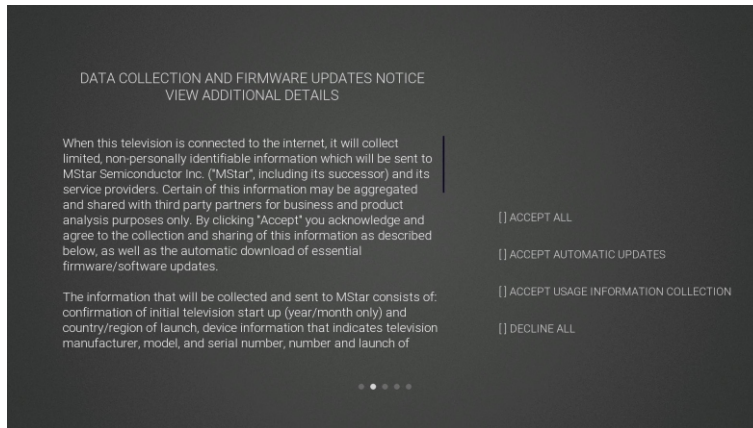 DATA COLLECTION AND FIRMWARE UPDATES NOTICE
VIEW ADDITIONAL DETAILS
When this television is connected to the internet, it will collect
limited, non-personally identifiable information which will be sent to
MStar Semiconductor Inc. ("MStar", including its successor) and its
service providers. Certain of this information may be aggregated
and shared with third party partners for business and product
analysis purposes only. By clicking "Accept" you acknowledge and
agree to the collection and sharing of this information as described
below, as well as the automatic download of essential
firmware/software updates.
The information that will be collected and sent to MStar consists of:
confirmation of initial television start up (year/month only) and
country/region of launch, device information that indicates television
manufacturer, model, and serial number, number and launch of
[ ] ACCEPT ALL
[ ] ACCEPT AUTOMATIC UPDATES
[ ] ACCEPT USAGE INFORMATION COLLECTION
[ ] DECLINE ALL